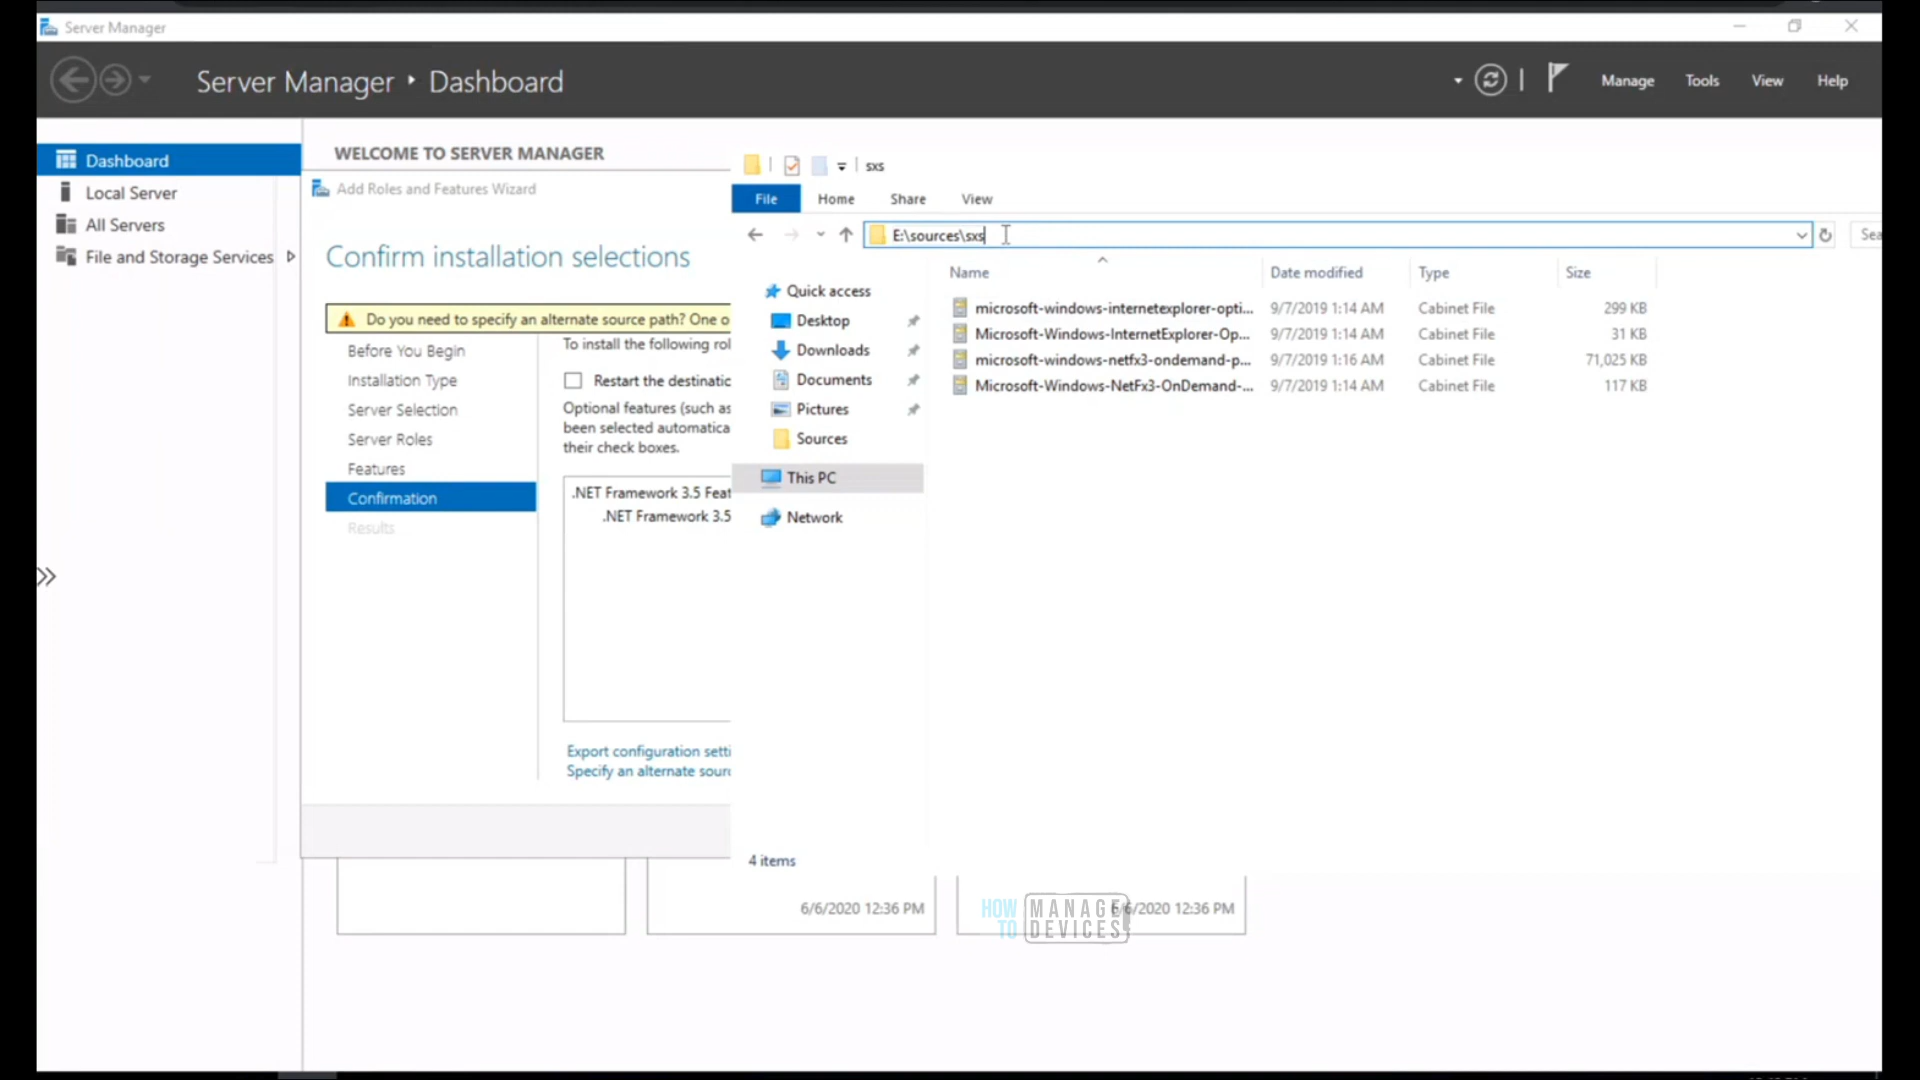 Server Manager
Server Manager ‣ Dashboard
Manage Tools View Help
Dashboard
Local Server
All Servers
File and Storage Services
WELCOME TO SERVER MANAGER
Add Roles and Features Wizard
Confirm installation selections
Do you need to specify an alternate source path? One o
Before You Begin
Installation Type
Server Selection
Server Roles
Features
Confirmation
Results
To install the following rol
Restart the destinatic
Optional features (such as
been selected automatica
their check boxes.
.NET Framework 3.5 Feat
.NET Framework 3.5
Export configuration setti
Specify an alternate sourc
sxs
File Home Share View
E:\sources\sxs
Sea
Quick access
Desktop
Downloads
Documents
Pictures
Sources
This PC
Network
Name Date modified Type Size
microsoft-windows-internetexplorer-opti... 9/7/2019 1:14 AM Cabinet File 299 KB
Microsoft-Windows-InternetExplorer-Op... 9/7/2019 1:14 AM Cabinet File 31 KB
microsoft-windows-netfx3-ondemand-p... 9/7/2019 1:16 AM Cabinet File 71,025 KB
Microsoft-Windows-NetFx3-OnDemand-... 9/7/2019 1:14 AM Cabinet File 117 KB
4 items
6/6/2020 12:36 PM
6/6/2020 12:36 PM
HOW TO
MANAGE
DEVICES